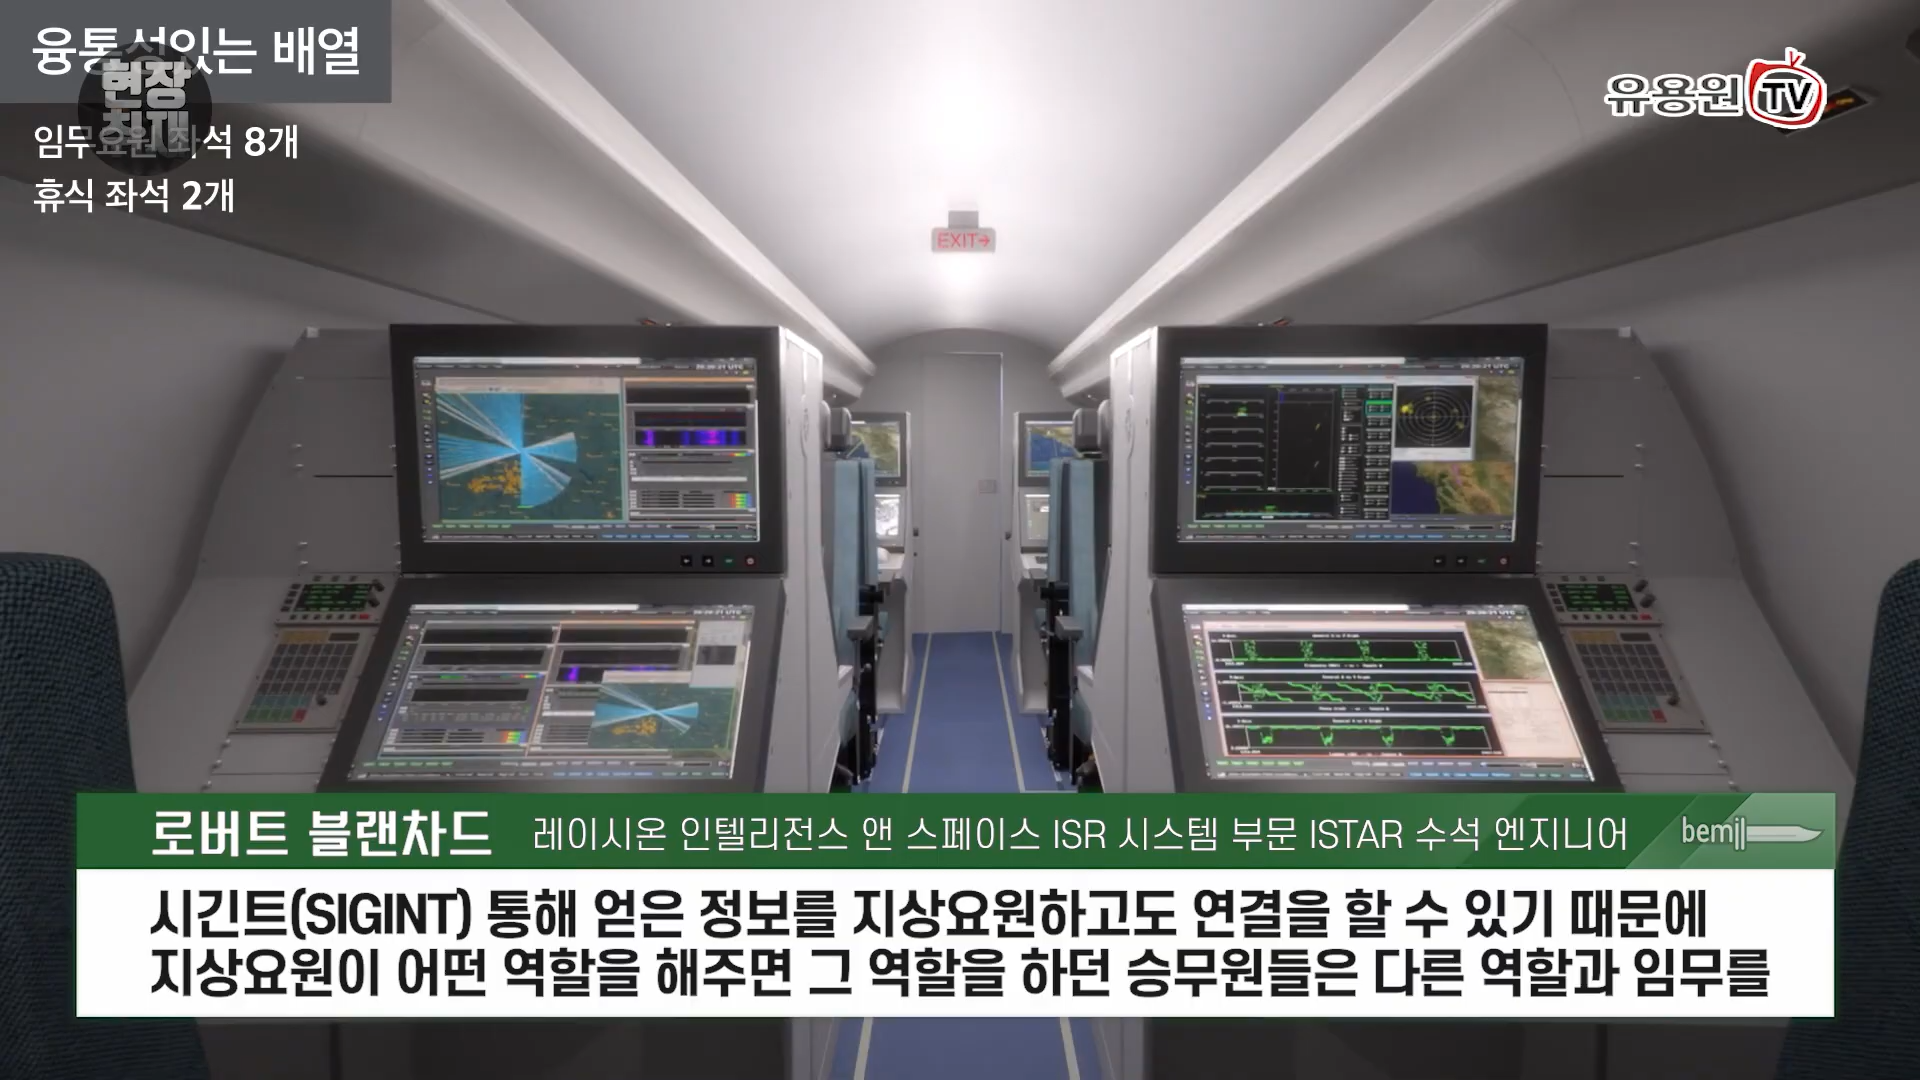 융통성있는 배열
현장
취재
임무요원 좌석 8개
휴식 좌석 2개
유용원 TV
EXIT→
로버트 블랜차드 레이시온 인텔리전스 앤 스페이스 ISR 시스템 부문 ISTAR 수석 엔지니어
bemil
시긴트(SIGINT) 통해 얻은 정보를 지상요원하고도 연결을 할 수 있기 때문에
지상요원이 어떤 역할을 해주면 그 역할을 하던 승무원들은 다른 역할과 임무를